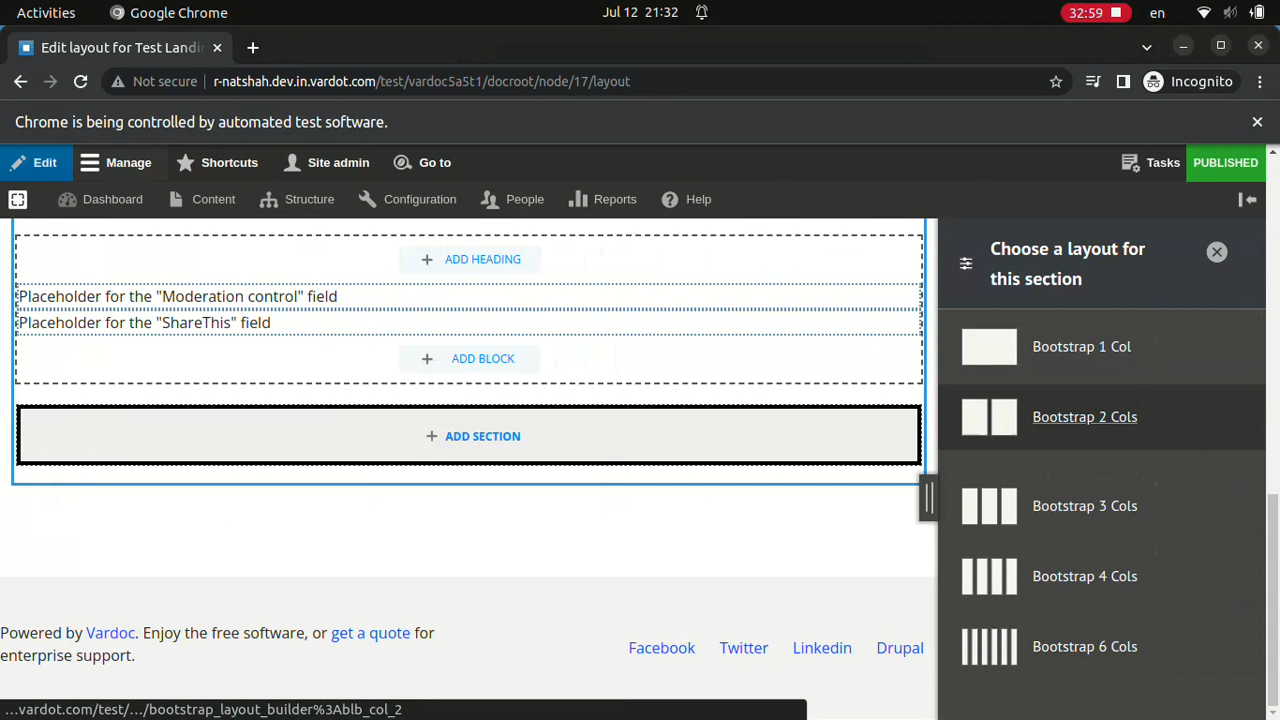 Activities
Google Chrome
Jul 12 21:32
32:59
en
Edit layout for Test Landin
Not secure
r-natshah.dev.in.vardot.com/test/vardoc5a5t1/docroot/node/17/layout
Incognito
Chrome is being controlled by automated test software.
Edit
Manage
Shortcuts
Site admin
Go to
Tasks
PUBLISHED
Dashboard
Content
Structure
Configuration
People
Reports
Help
+ ADD HEADING
Placeholder for the "Moderation control" field
Placeholder for the "ShareThis" field
+ ADD BLOCK
+ ADD SECTION
Choose a layout for
this section
Bootstrap 1 Col
Bootstrap 2 Cols
Bootstrap 3 Cols
Bootstrap 4 Cols
Bootstrap 6 Cols
Powered by Vardoc. Enjoy the free software, or get a quote for
enterprise support.
Facebook
Twitter
Linkedin
Drupal
...vardot.com/test/.../bootstrap_layout_builder%3Ablb_col_2